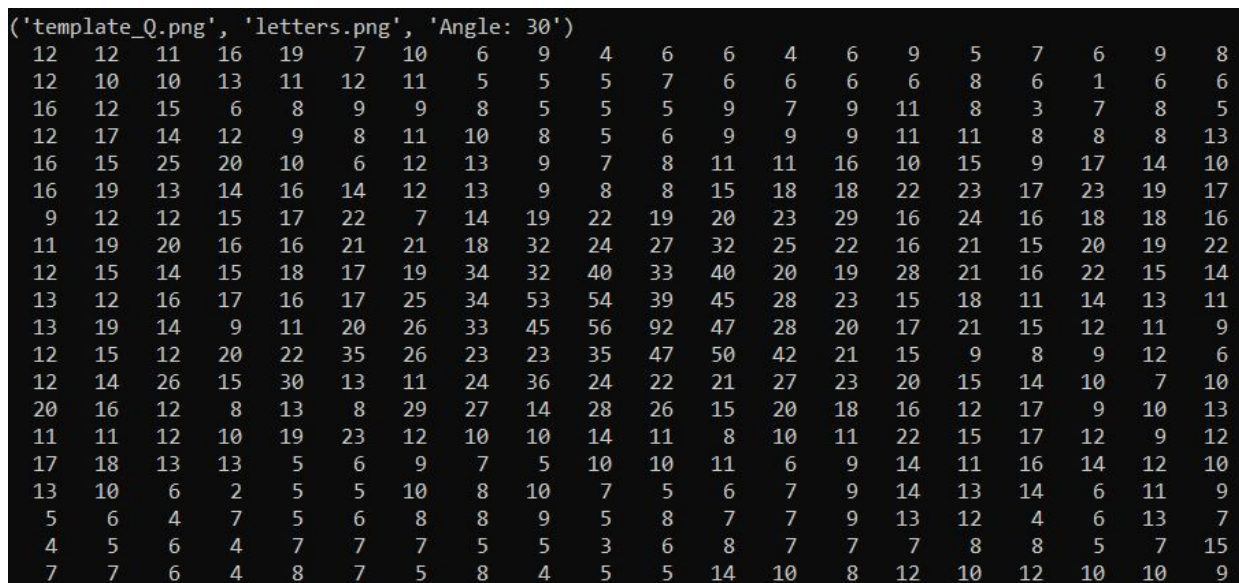 ('template_Q.png', 'letters.png', 'Angle: 30')
12 12 11 16 19 7 10 6 9 4 6 6 4 6 9 5 7 6 9 8
12 10 10 13 11 12 11 5 5 5 7 6 6 6 6 8 6 1 6 6
16 12 15 6 8 9 9 8 5 5 5 9 7 9 11 8 3 7 8 5
12 17 14 12 9 8 11 10 8 5 6 9 9 9 11 11 8 8 8 13
16 15 25 20 10 6 12 13 9 7 8 11 11 16 10 15 9 17 14 10
16 19 13 14 16 14 12 13 9 8 8 15 18 18 22 23 17 23 19 17
9 12 12 15 17 22 7 14 19 22 19 20 23 29 16 24 16 18 18 16
11 19 20 16 16 21 21 18 32 24 27 32 25 22 16 21 15 20 19 22
12 15 14 15 18 17 19 34 32 40 33 40 20 19 28 21 16 22 15 14
13 12 16 17 16 17 25 34 53 54 39 45 28 23 15 18 11 14 13 11
13 19 14 9 11 20 26 33 45 56 92 47 28 20 17 21 15 12 11 9
12 15 12 20 22 35 26 23 23 35 47 50 42 21 15 9 8 9 12 6
12 14 26 15 30 13 11 24 36 24 22 21 27 23 20 15 14 10 7 10
20 16 12 8 13 8 29 27 14 28 26 15 20 18 16 12 17 9 10 13
11 11 12 10 19 23 12 10 10 14 11 8 10 11 22 15 17 12 9 12
17 18 13 13 5 6 9 7 5 10 10 11 6 9 14 11 16 14 12 10
13 10 6 2 5 5 10 8 10 7 5 6 7 9 14 13 14 6 11 9
5 6 4 7 5 6 8 8 9 5 8 7 7 9 13 12 4 6 13 7
4 5 6 4 7 7 7 5 5 3 6 8 7 7 7 8 8 5 7 15
7 7 6 4 8 7 5 8 4 5 5 14 10 8 12 10 12 10 10 9